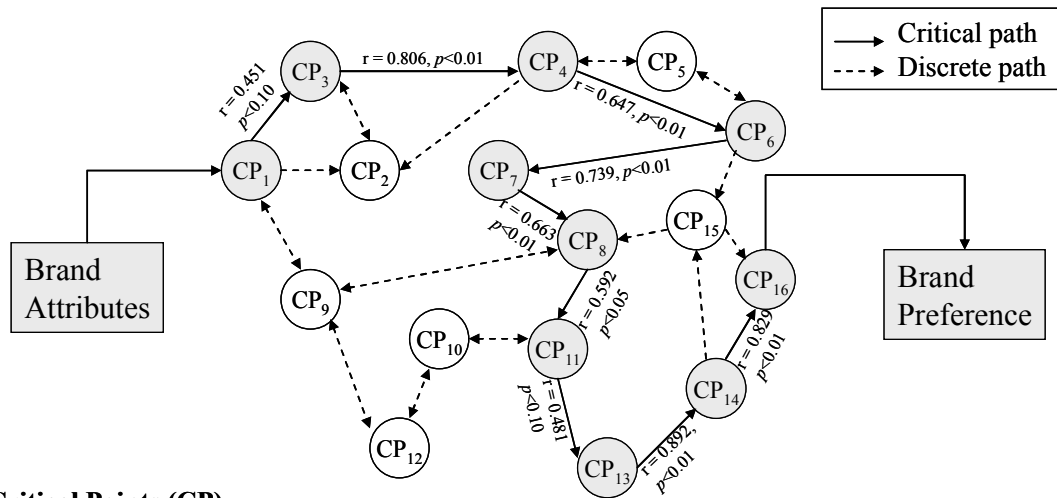 Critical path
Discrete path
CP3
r = 0.806, p<0.01
CP4
CP5
r = 0.451
p<0.10
r = 0.647, p<0.01
CP6
CP1
CP2
CP7
r = 0.739, p<0.01
r = 0.663
p<0.01
CP8
CP15
Brand
Attributes
CP9
CP16
Brand
Preference
r = 0.592
p<0.05
CP10
CP11
r = 0.829
p<0.01
CP14
r = 0.481
p<0.10
CP12
CP13
r = 0.892,
p<0.01
Critical Points (CP)